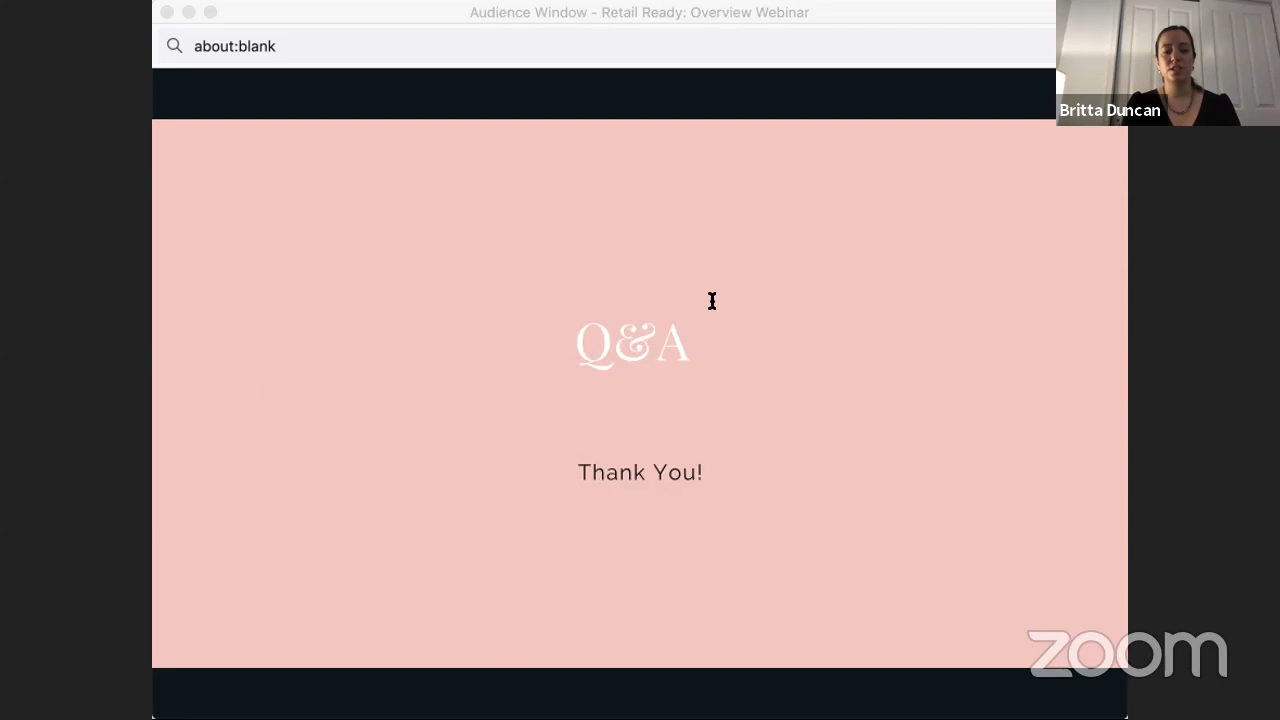 Audience Window - Retail Ready: Overview Webinar
about:blank
Britta Duncan
Q&A
Thank You!
zoom